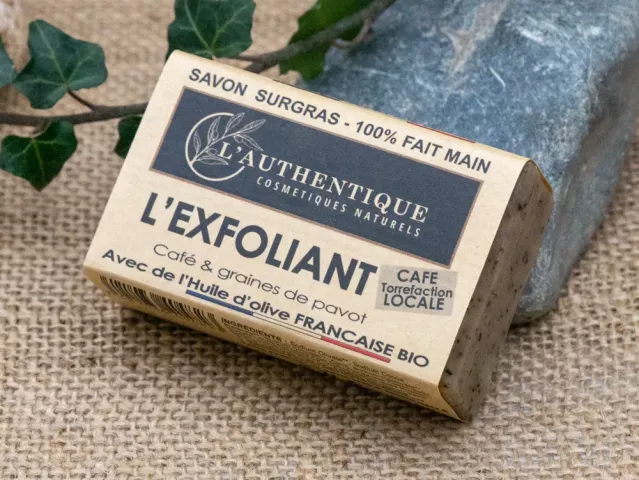 SAVON SURGRAS - 100% FAIT MAIN
L'AUTHENTIQUE
COSMETIQUES NATURELS
L'EXFOLIANT
Café & graines de pavot
CAFE
Torrefaction
LOCALE
Avec de l'Huile d'olive FRANCAISE BIO
INGREDIENTS